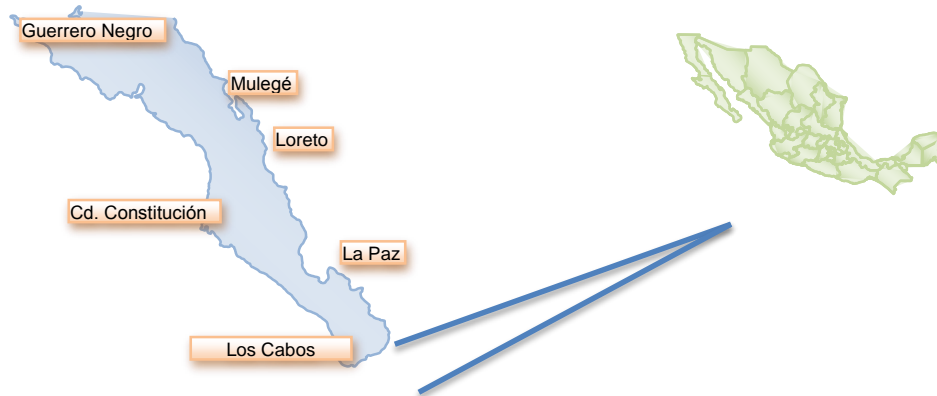 Guerrero Negro
Mulegé
Loreto
Cd. Constitución
La Paz
Los Cabos